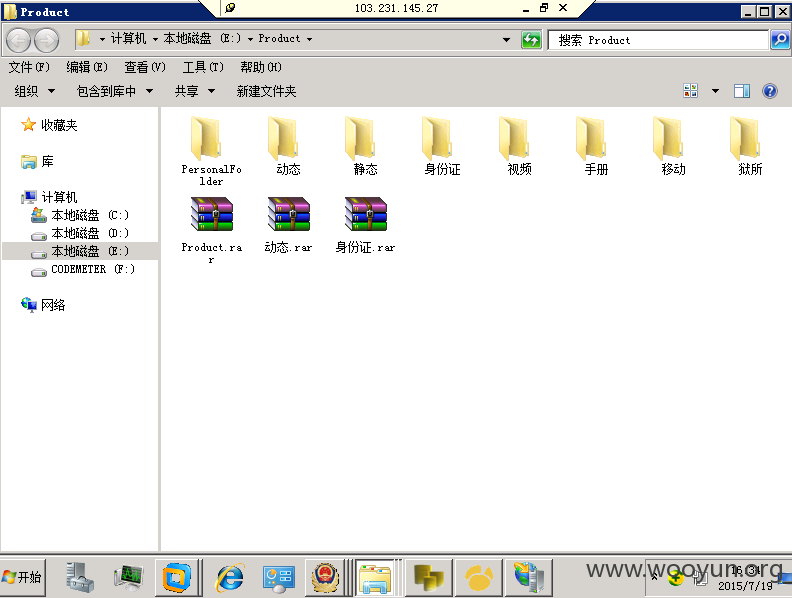 Product
103.231.145.27
计算机 本地磁盘 (E:) Product
搜索 Product
文件(F) 编辑(E) 查看(V) 工具(T) 帮助(H)
组织 包含到库中 共享 新建文件夹
收藏夹
库
计算机
本地磁盘 (C:)
本地磁盘 (D:)
本地磁盘 (E:)
CODEMETER (F:)
网络
PersonalFo
lder
动态
静态
身份证
视频
手册
移动
狱所
Product.ra
r
动态.rar
身份证.rar
开始
www.wooyun.org
2015/7/19